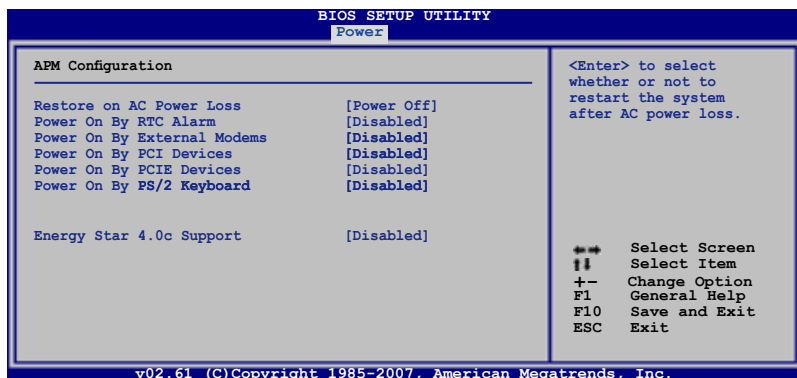 BIOS SETUP UTILITY
Power
APM Configuration
Restore on AC Power Loss [Power Off]
Power On By RTC Alarm [Disabled]
Power On By External Modems [Disabled]
Power On By PCI Devices [Disabled]
Power On By PCIE Devices [Disabled]
Power On By PS/2 Keyboard [Disabled]
Energy Star 4.0c Support [Disabled]
<Enter> to select
whether or not to
restart the system
after AC power loss.
←→ Select Screen
↑↓ Select Item
+- Change Option
F1 General Help
F10 Save and Exit
ESC Exit
v02.61 (C)Copyright 1985-2007, American Megatrends, Inc.